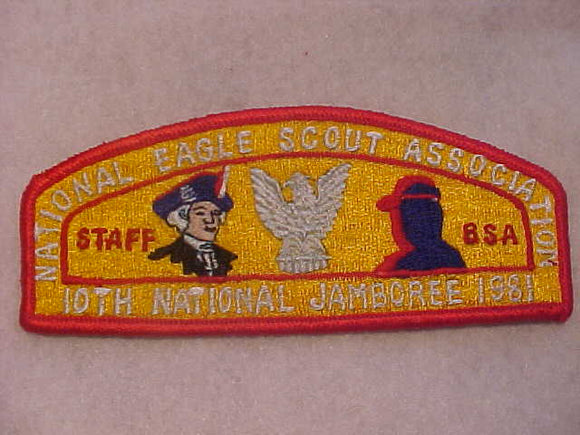 NATIONAL EAGLE SCOUT ASSOCIATION
STAFF
BSA
10TH NATIONAL JAMBOREE 1981